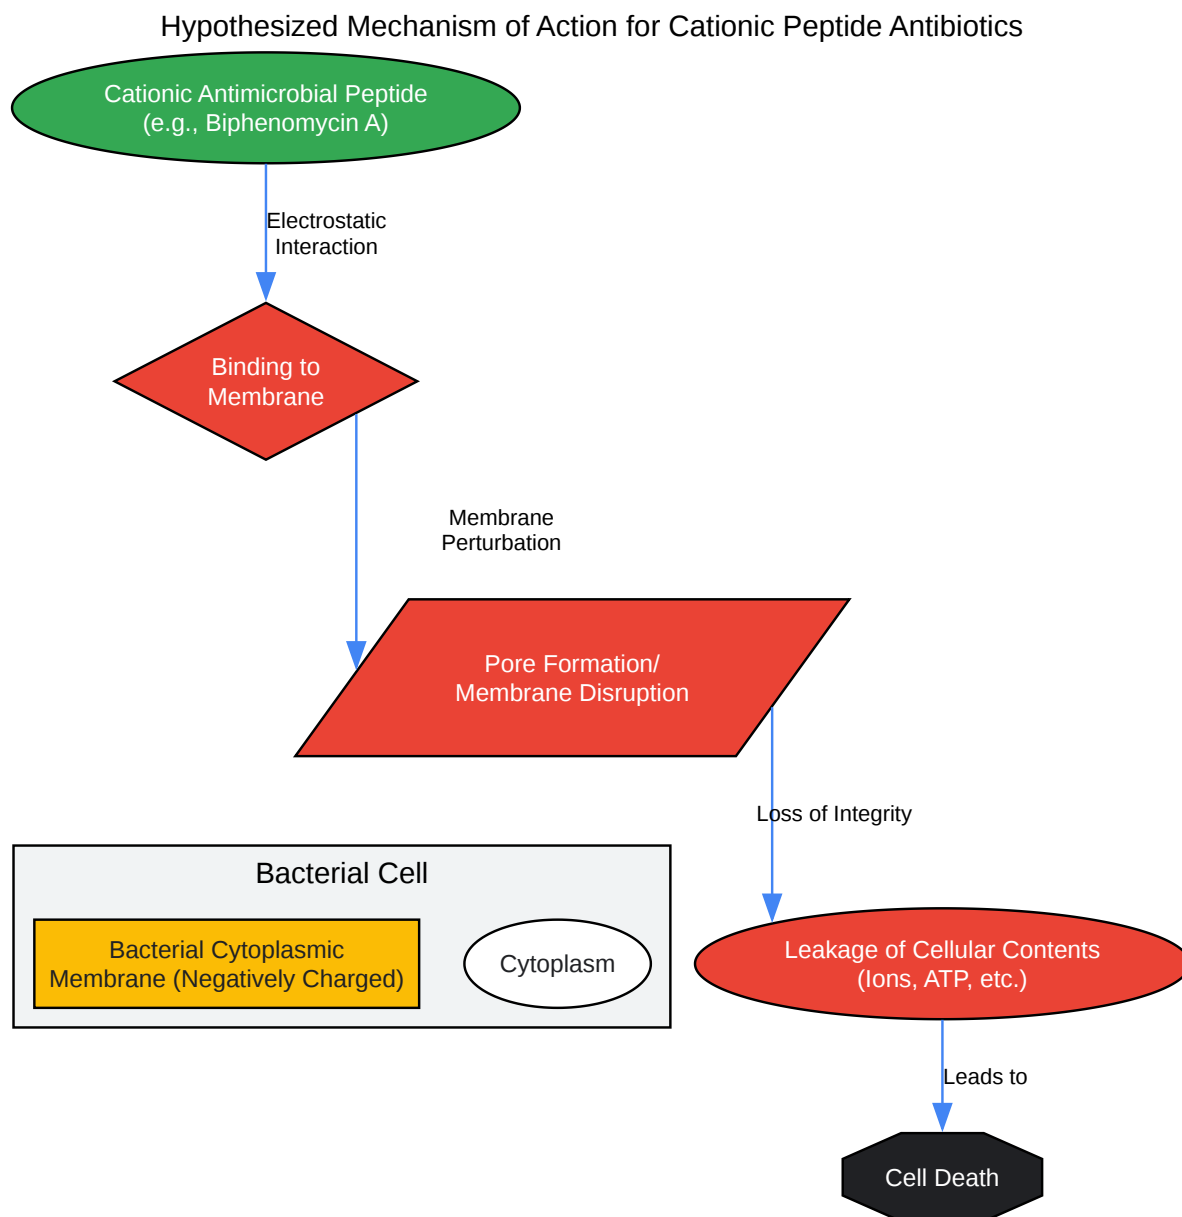 Hypothesized Mechanism of Action for Cationic Peptide Antibiotics
Cationic Antimicrobial Peptide
(e.g., Biphenomycin A)
Electrostatic
Interaction
Binding to
Membrane
Membrane
Perturbation
Pore Formation/
Membrane Disruption
Loss of Integrity
Bacterial Cell
Bacterial Cytoplasmic
Membrane (Negatively Charged)
Cytoplasm
Leakage of Cellular Contents
(Ions, ATP, etc.)
Leads to
Cell Death